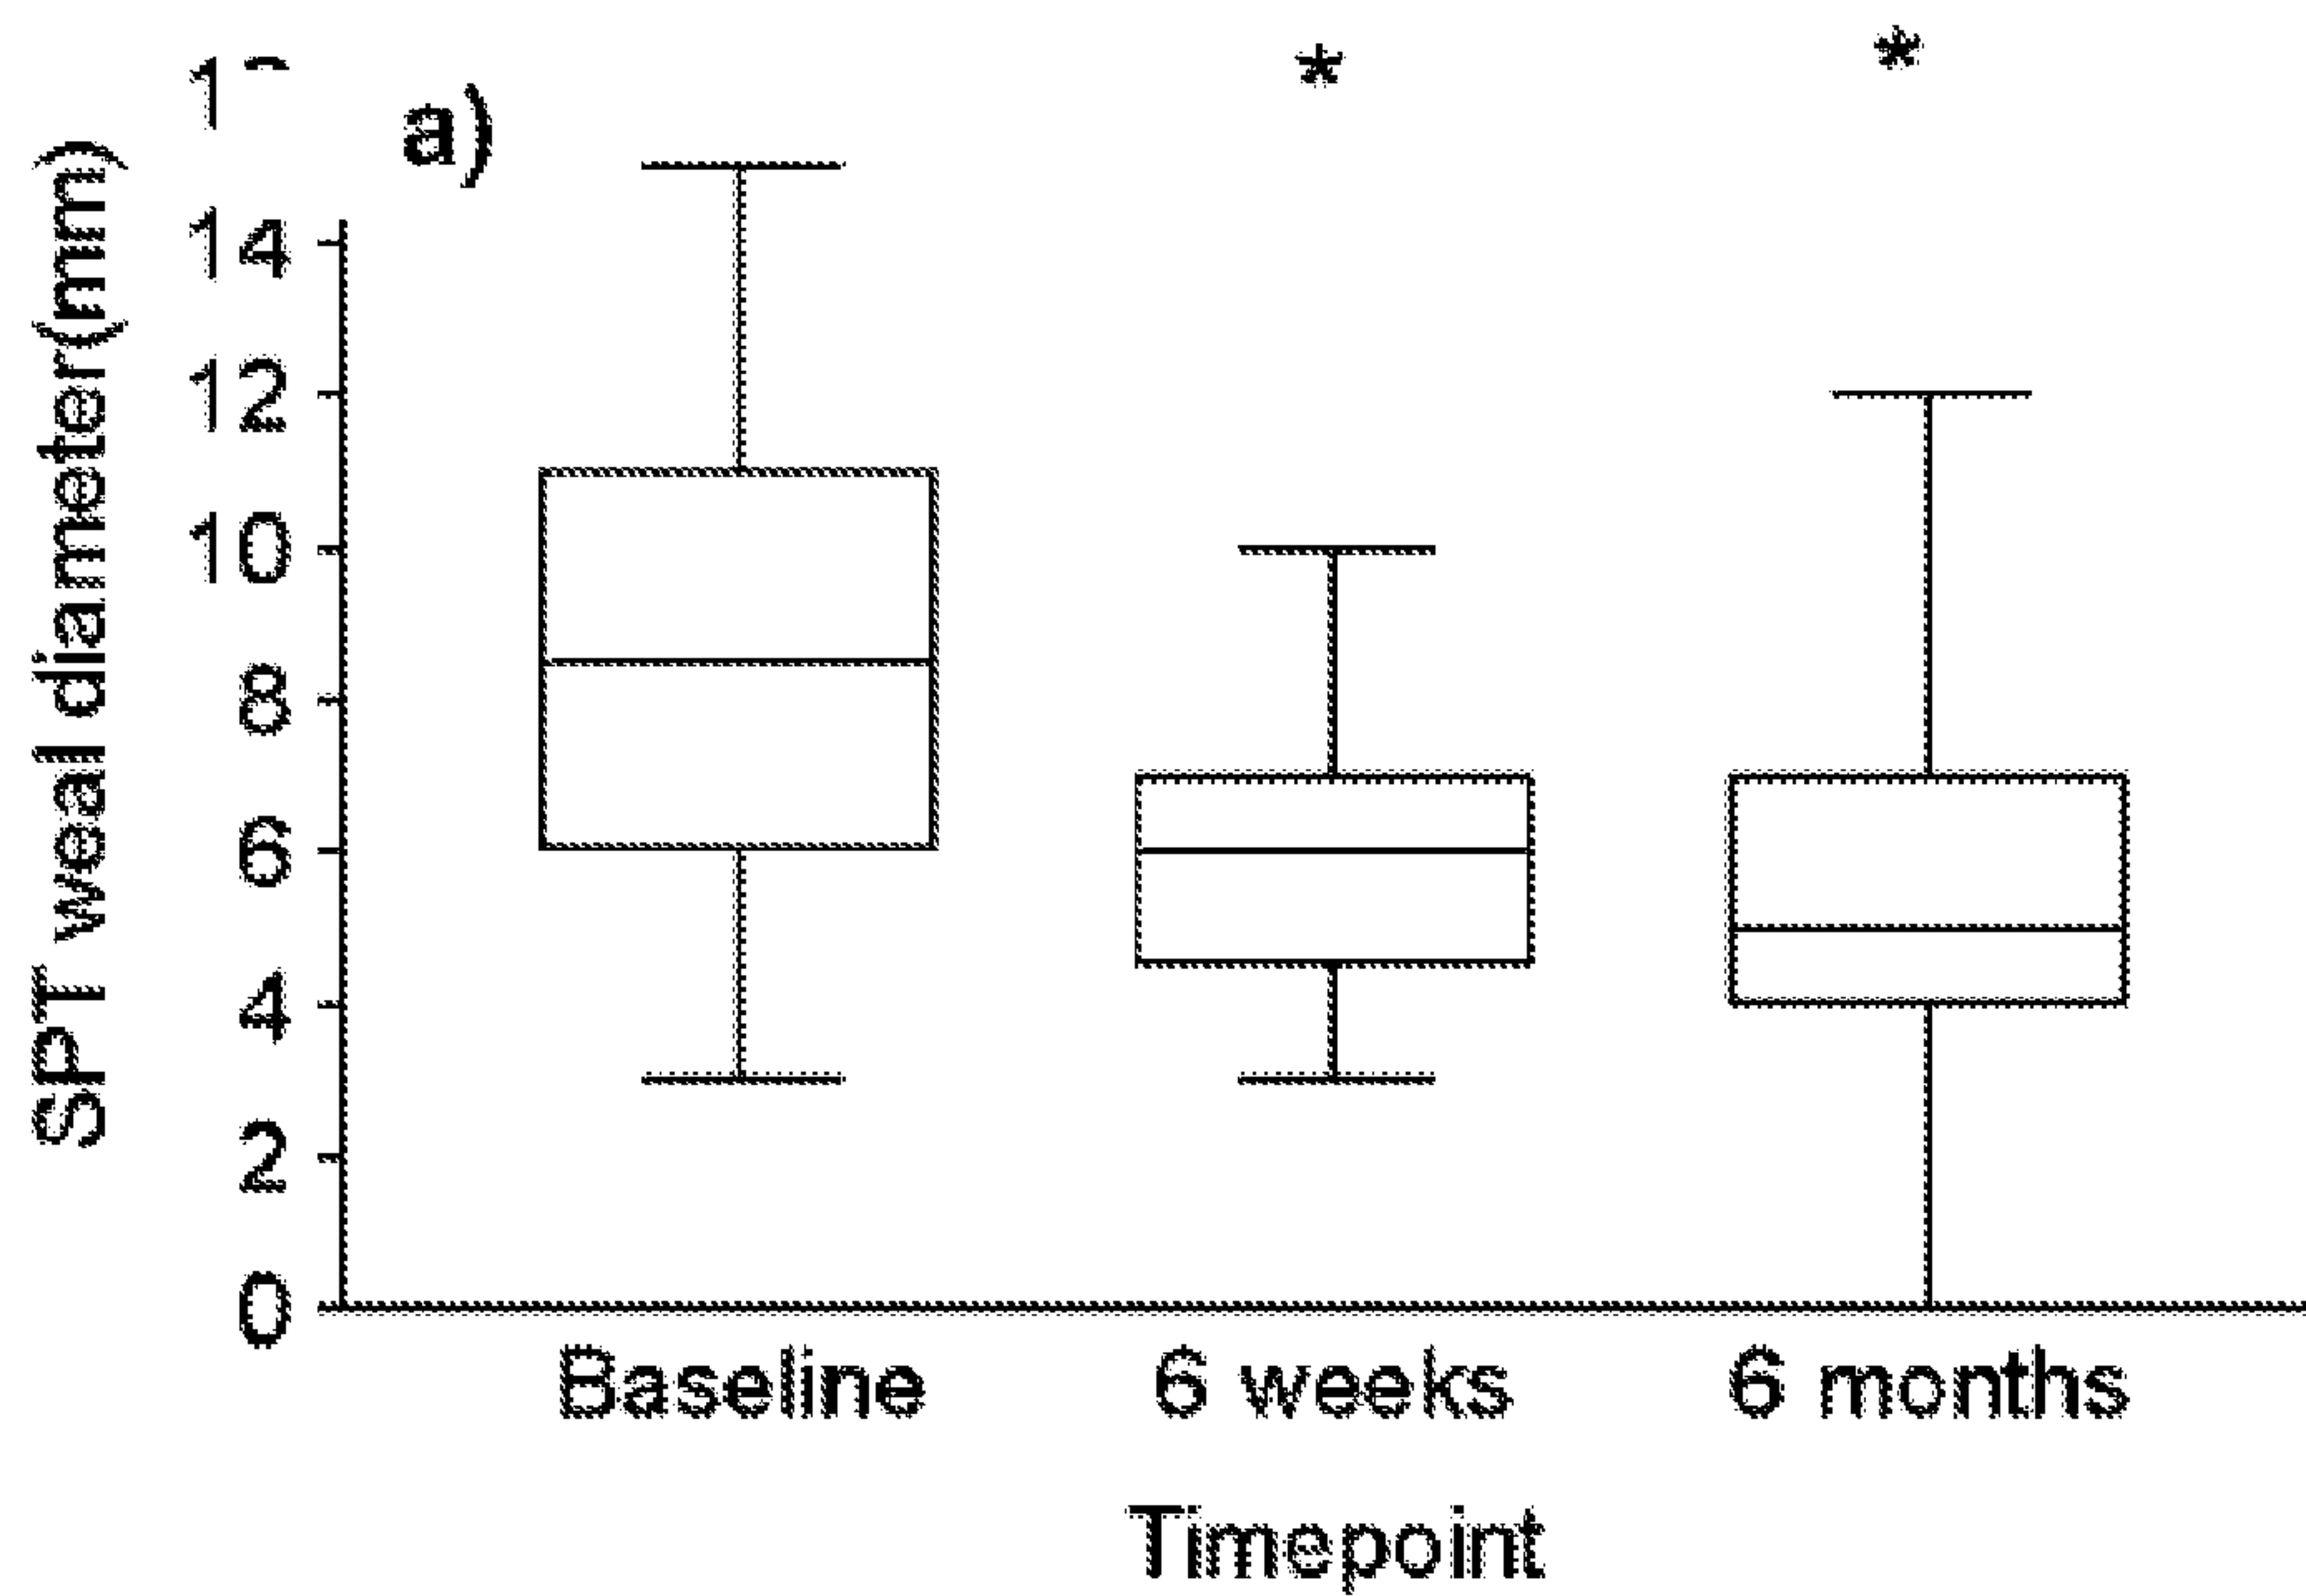 a)
*
*
SPT weal diameter(mm)
14
12
10
8
6
4
2
0
Baseline
6 weeks
6 months
Timepoint